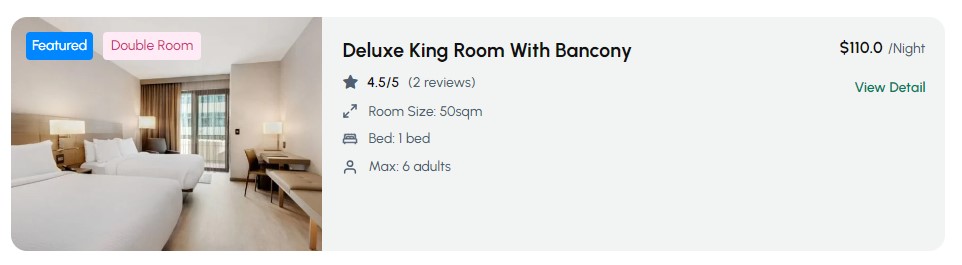 Featured
Double Room
Deluxe King Room With Bancony
4.5/5 (2 reviews)
Room Size: 50sqm
Bed: 1 bed
Max: 6 adults
$110.0 /Night
View Detail